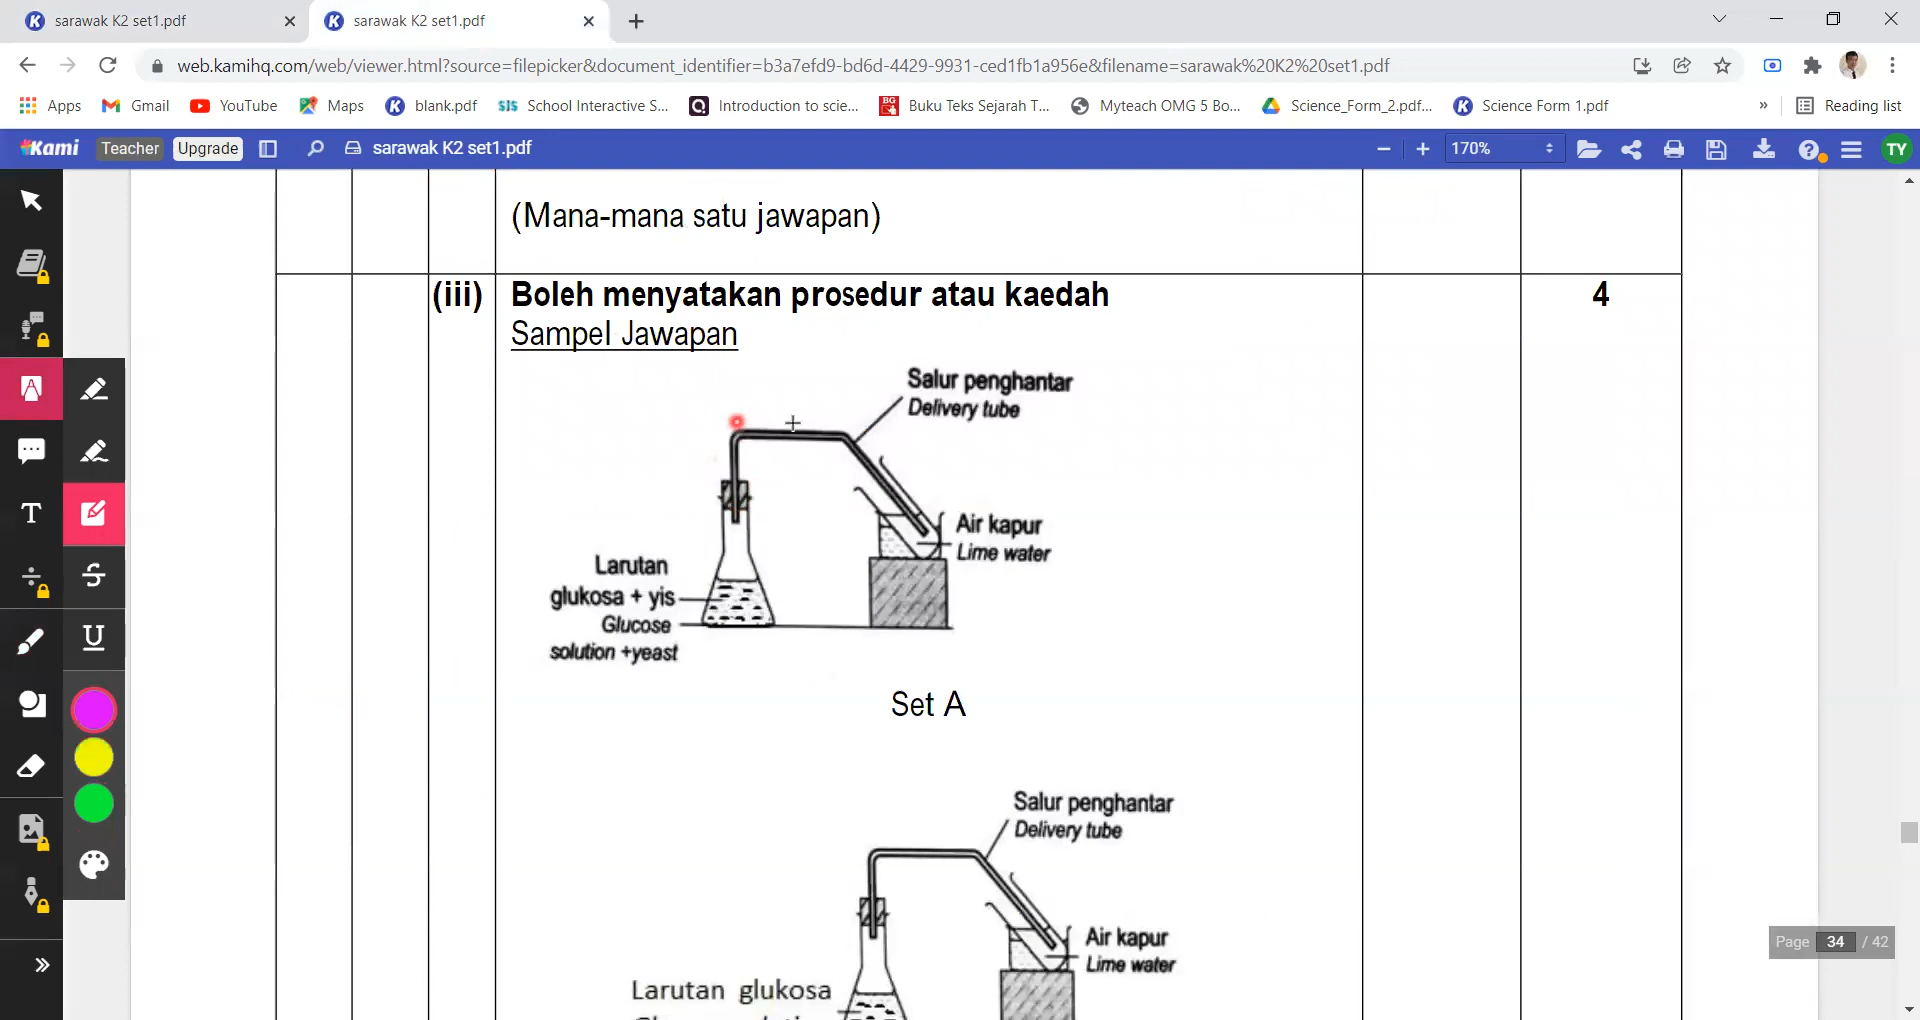 sarawak K2 set1.pdf
sarawak K2 set1.pdf
web.kamihq.com/web/viewer.html?source=filepicker&document_identifier=b3a7efd9-bd6d-4429-9931-ced1fb1a956e&filename=sarawak%20K2%20set1.pdf
Apps Gmail YouTube Maps blank.pdf School Interactive S... Introduction to scie... Buku Teks Sejarah T... Myteach OMG 5 Bo... Science_Form_2.pdf... Science Form 1.pdf » Reading list
Kami Teacher Upgrade sarawak K2 set1.pdf 170% TY
(Mana-mana satu jawapan)
(iii) Boleh menyatakan prosedur atau kaedah 4
Sampel Jawapan
Salur penghantar
Delivery tube
Air kapur
Lime water
Larutan
glukosa + yis
Glucose
solution +yeast
Set A
Salur penghantar
Delivery tube
Air kapur
Lime water
Larutan glukosa
Page 34 / 42